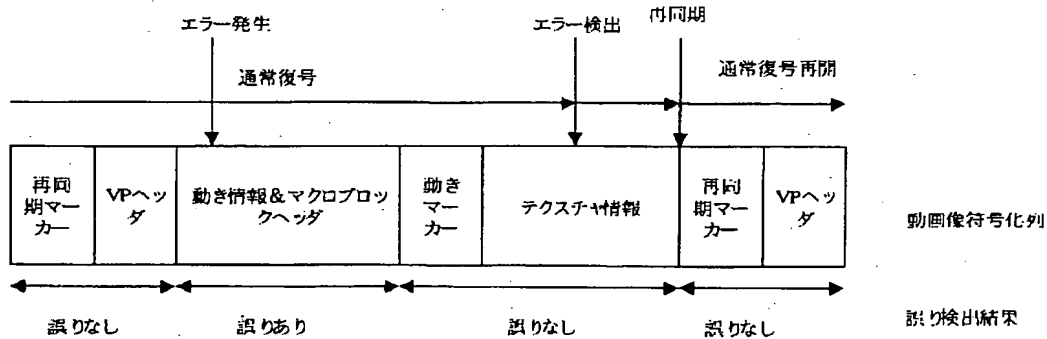 エラー発生
エラー検出
再同期
通常復号
通常復号再開
再同
期マー
カー
VPヘッ
ダ
動き情報&マクロブロッ
クヘッダ
動き
マー
カー
テクスチャ情報
再同
期マー
カー
VPヘッ
ダ
動画像符号化列
誤りなし
誤りあり
誤りなし
誤りなし
誤り検出結果